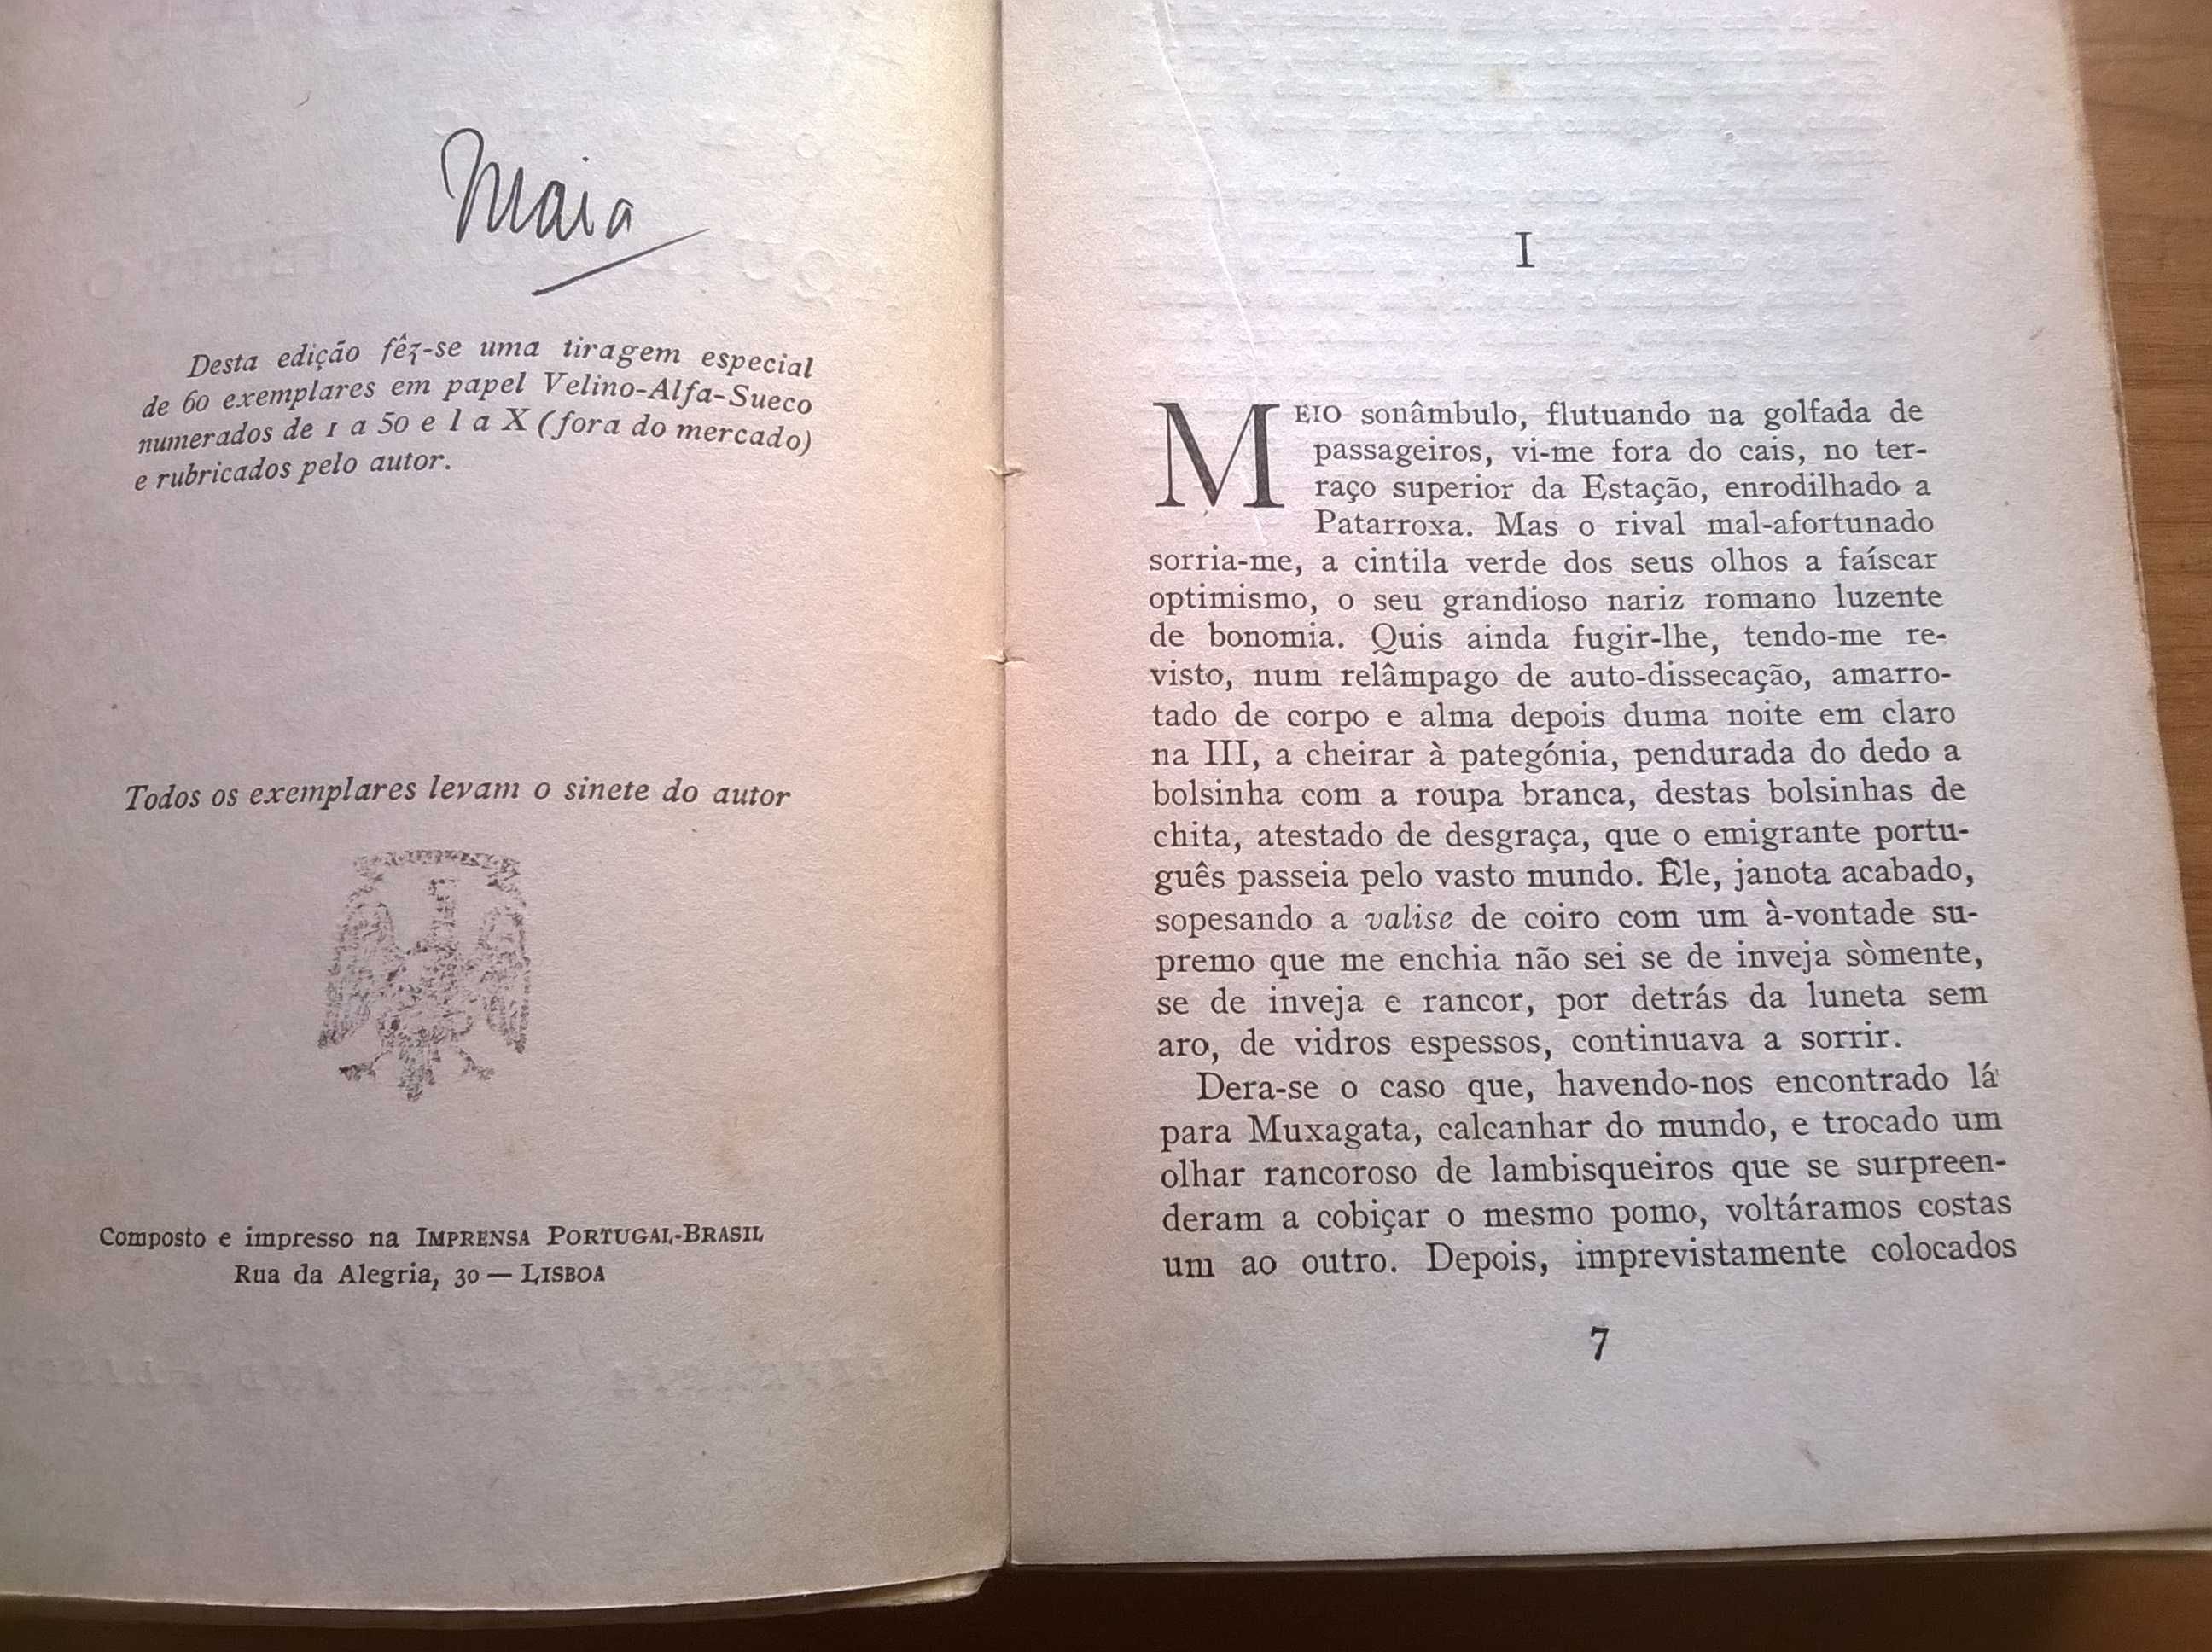 Maia
Desta edição fêz-se uma tiragem especial
de 60 exemplares em papel Velino-Alfa-Sueco
numerados de 1 a 50 e I a X (fora do mercado)
e rubricados pelo autor.
Todos os exemplares levam o sinete do autor
Composto e impresso na IMPRENSA PORTUGAL-BRASIL
Rua da Alegria, 30 — LISBOA
I
MEIO sonâmbulo, flutuando na golfada de
passageiros, vi-me fora do cais, no ter-
raço superior da Estação, enrodilhado a
Patarroxa. Mas o rival mal-afortunado
sorria-me, a cintila verde dos seus olhos a faíscar
optimismo, o seu grandioso nariz romano luzente
de bonomia. Quis ainda fugir-lhe, tendo-me re-
visto, num relâmpago de auto-dissecação, amarro-
tado de corpo e alma depois duma noite em claro
na III, a cheirar à pategónia, pendurada do dedo a
bolsinha com a roupa branca, destas bolsinhas de
chita, atestado de desgraça, que o emigrante portu-
guês passeia pelo vasto mundo. Êle, janota acabado,
sopesando a valise de coiro com um à-vontade su-
premo que me enchia não sei se de inveja sòmente,
se de inveja e rancor, por detrás da luneta sem
aro, de vidros espessos, continuava a sorrir.
Dera-se o caso que, havendo-nos encontrado lá
para Muxagata, calcanhar do mundo, e trocado um
olhar rancoroso de lambisqueiros que se surpreen-
deram a cobiçar o mesmo pomo, voltáramos costas
um ao outro. Depois, imprevistamente colocados
7